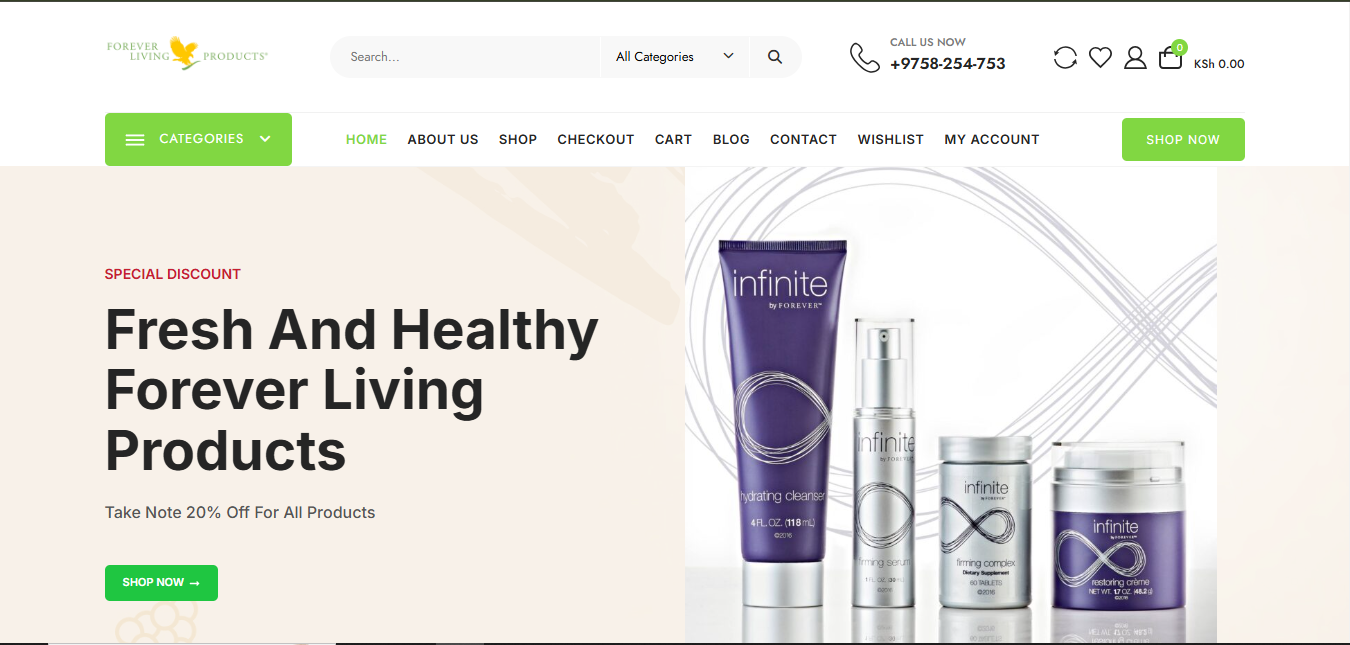 FOREVER
LIVING PRODUCTS
Search...
All Categories
CALL US NOW
+9758-254-753
0
KSh 0.00
CATEGORIES
HOME
ABOUT US
SHOP
CHECKOUT
CART
BLOG
CONTACT
WISHLIST
MY ACCOUNT
SHOP NOW
SPECIAL DISCOUNT
Fresh And Healthy
Forever Living
Products
Take Note 20% Off For All Products
SHOP NOW →
infinite
by FOREVER™
hydrating cleanser
4 FL. OZ. (118 mL)
©2016
infinite
by FOREVER
firming serum
1 FL. OZ. (30 mL)
©2016
infinite
by FOREVER
firming complex
Dietary Supplement
60 TABLETS
©2016
infinite
by FOREVER
restoring crème
NET WT. 1.7 OZ. (48.2 g)
©2016